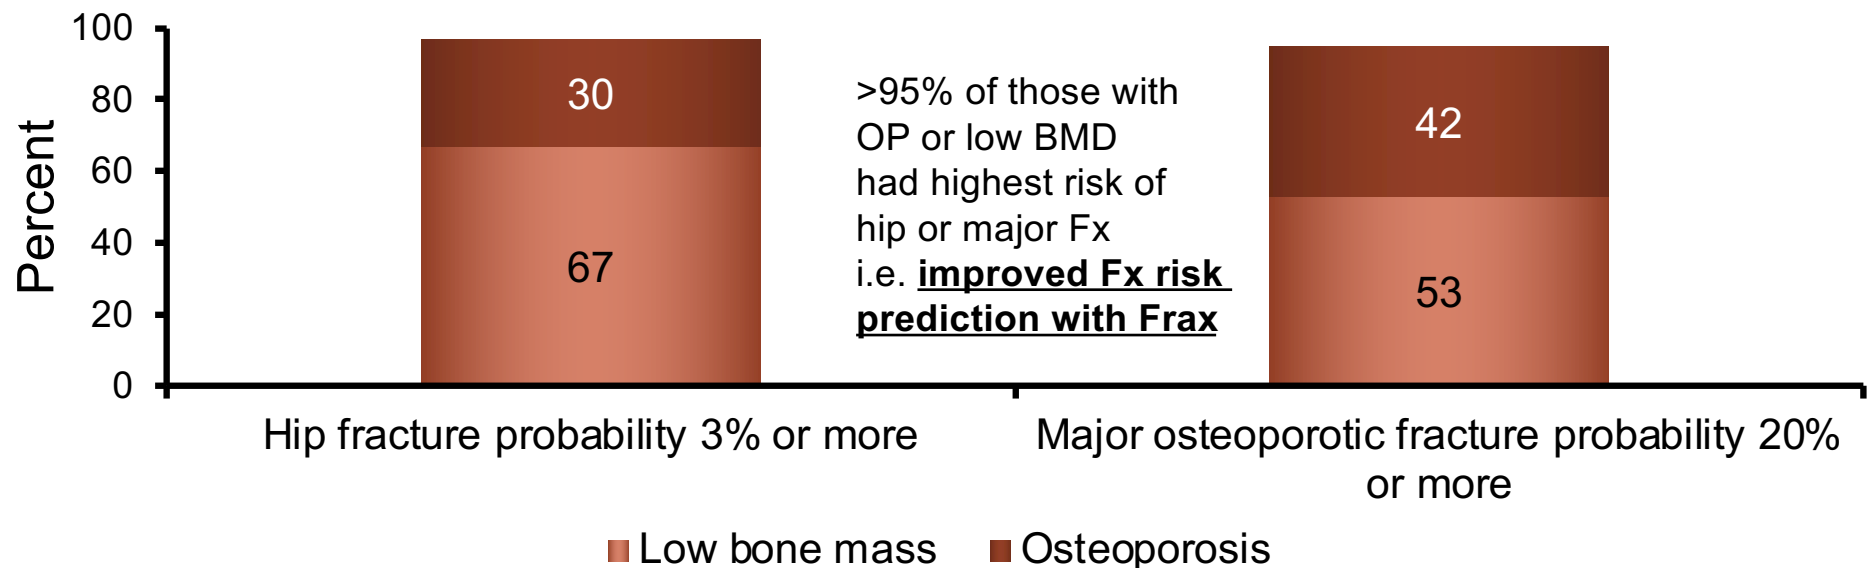 Percent
100
80
60
40
20
0
30
67
>95% of those with
OP or low BMD
had highest risk of
hip or major Fx
i.e. improved Fx risk
prediction with Frax
42
53
Hip fracture probability 3% or more
Major osteoporotic fracture probability 20%
or more
Low bone mass
Osteoporosis